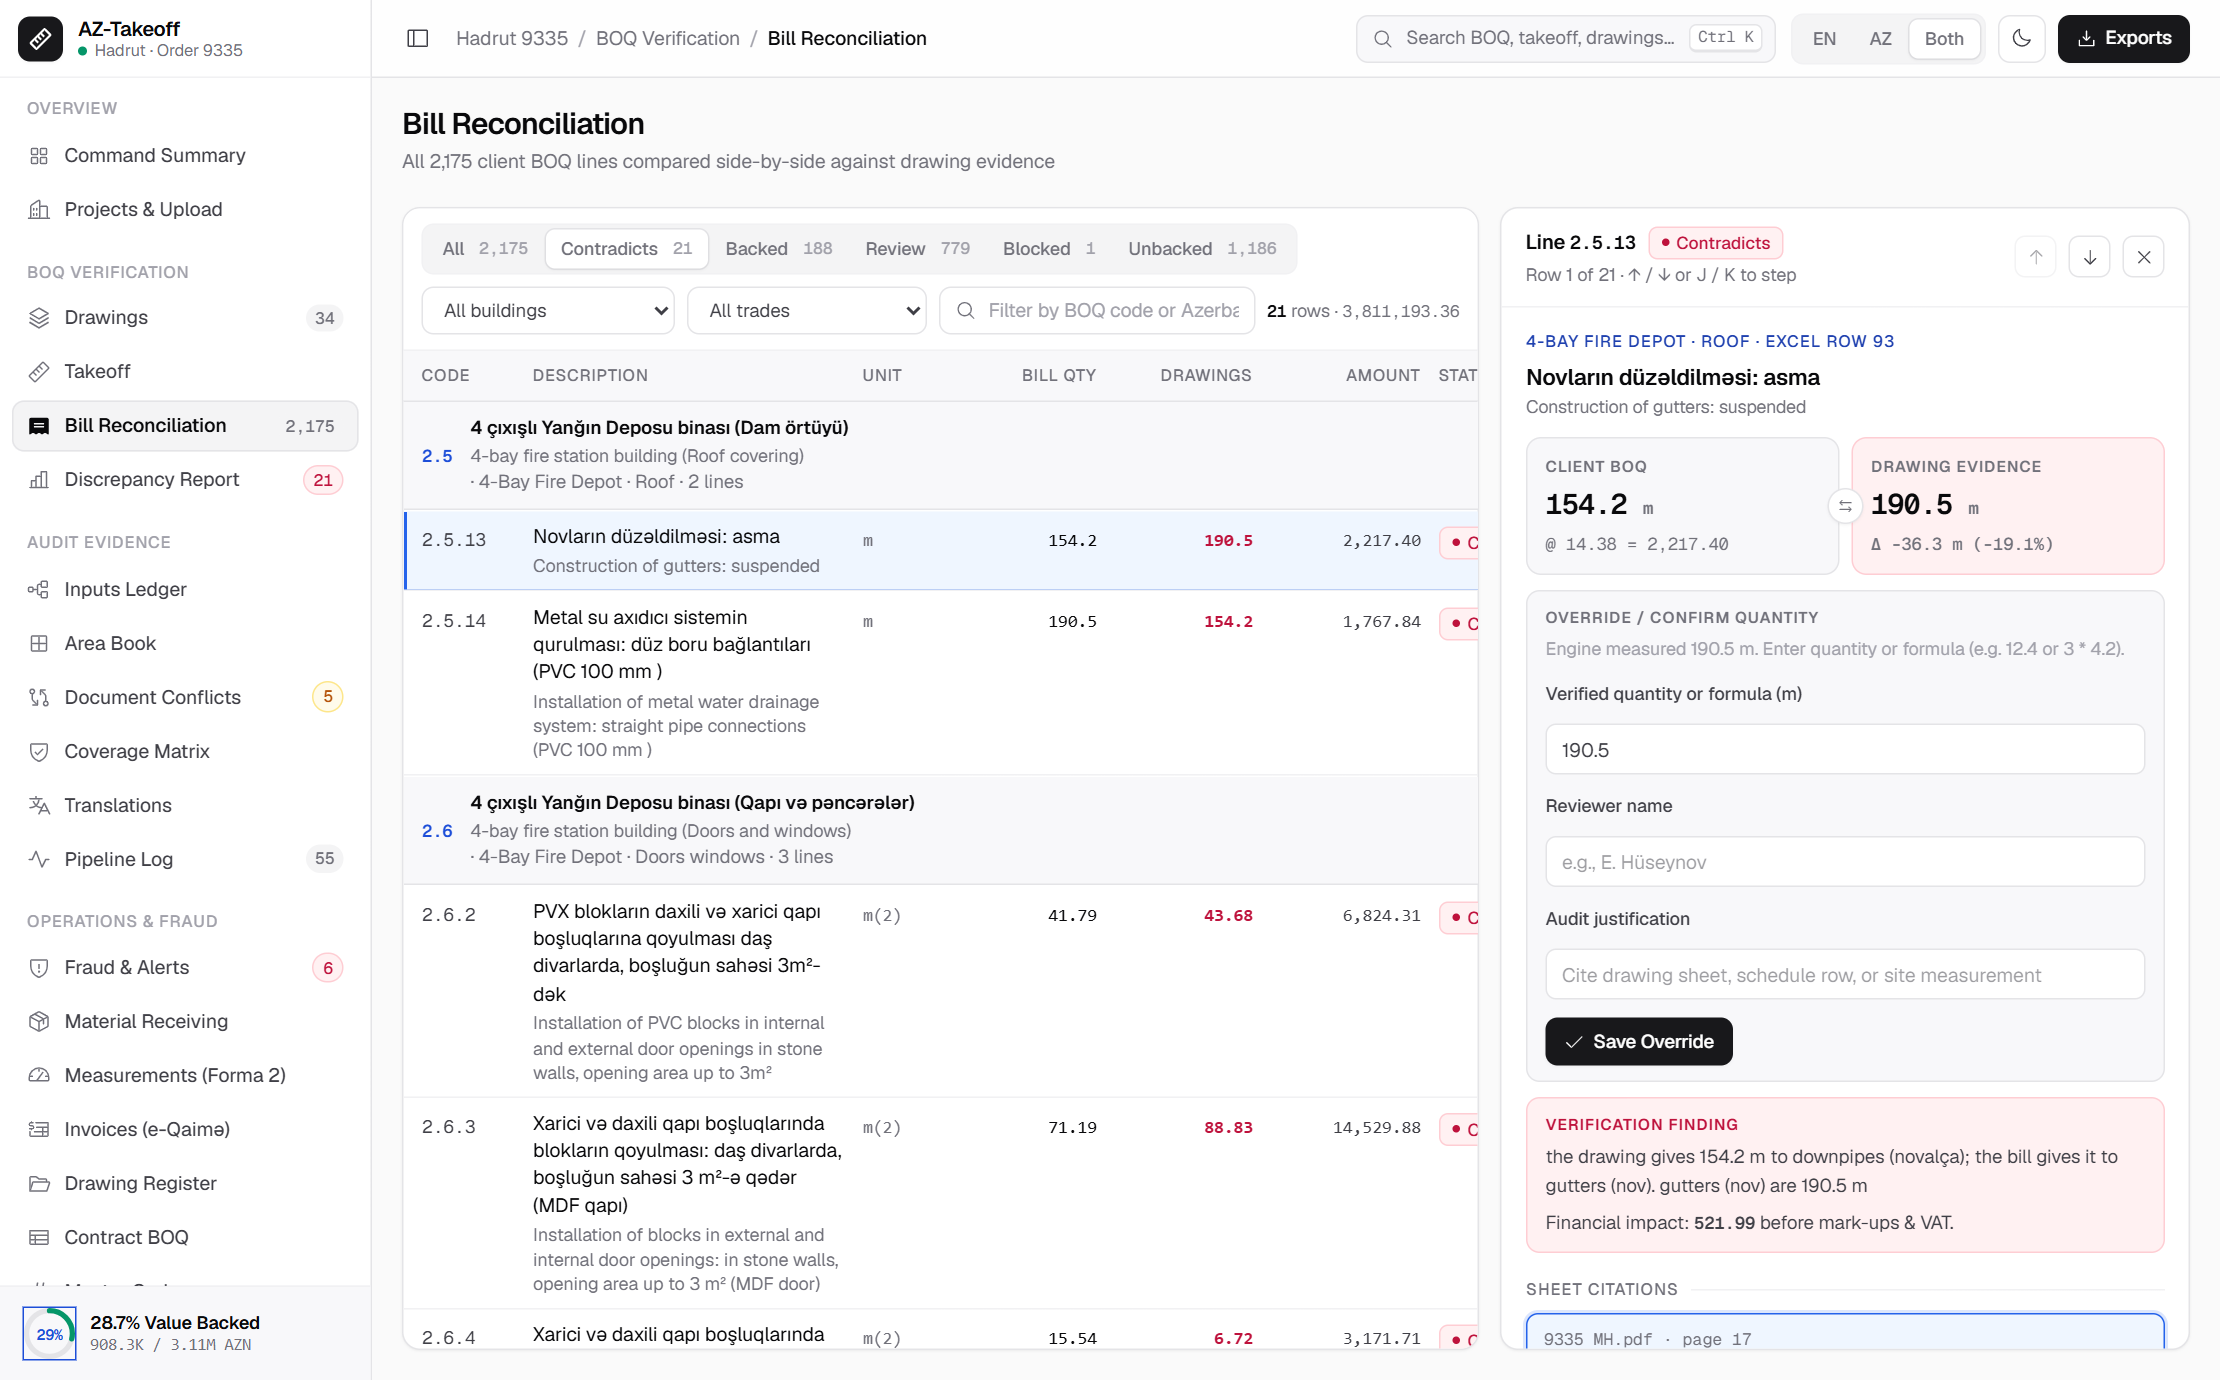 AZ-Takeoff
Hadrut · Order 9335
OVERVIEW
Command Summary
Projects & Upload
BOQ VERIFICATION
Drawings 34
Takeoff
Bill Reconciliation 2,175
Discrepancy Report 21
AUDIT EVIDENCE
Inputs Ledger
Area Book
Document Conflicts 5
Coverage Matrix
Translations
Pipeline Log 55
OPERATIONS & FRAUD
Fraud & Alerts 6
Material Receiving
Measurements (Forma 2)
Invoices (e-Qaimə)
Drawing Register
Contract BOQ
29%
28.7% Value Backed
908.3K / 3.11M AZN
Hadrut 9335 / BOQ Verification / Bill Reconciliation
Search BOQ, takeoff, drawings... Ctrl K
EN AZ Both
Exports
Bill Reconciliation
All 2,175 client BOQ lines compared side-by-side against drawing evidence
All 2,175 Contradicts 21 Backed 188 Review 779 Blocked 1 Unbacked 1,186
All buildings All trades Filter by BOQ code or Azerba 21 rows · 3,811,193.36
CODE DESCRIPTION UNIT BILL QTY DRAWINGS AMOUNT STAT
4 çıxışlı Yanğın Deposu binası (Dam örtüyü)
2.5 4-bay fire station building (Roof covering)
· 4-Bay Fire Depot · Roof · 2 lines
2.5.13 Novların düzəldilməsi: asma m 154.2 190.5 2,217.40 C
Construction of gutters: suspended
2.5.14 Metal su axıdıcı sistemin m 190.5 154.2 1,767.84 C
qurulması: düz boru bağlantıları
(PVC 100 mm )
Installation of metal water drainage
system: straight pipe connections
(PVC 100 mm )
4 çıxışlı Yanğın Deposu binası (Qapı və pəncərələr)
2.6 4-bay fire station building (Doors and windows)
· 4-Bay Fire Depot · Doors windows · 3 lines
2.6.2 PVX blokların daxili və xarici qapı m(2) 41.79 43.68 6,824.31 C
boşluqlarına qoyulması daş
divarlarda, boşluğun sahəsi 3m²-
dək
Installation of PVC blocks in internal
and external door openings in stone
walls, opening area up to 3m²
2.6.3 Xarici və daxili qapı boşluqlarında m(2) 71.19 88.83 14,529.88 C
blokların qoyulması: daş divarlarda,
boşluğun sahəsi 3 m²-ə qədər
(MDF qapı)
Installation of blocks in external and
internal door openings: in stone walls,
opening area up to 3 m² (MDF door)
2.6.4 Xarici və daxili qapı boşluqlarında m(2) 15.54 6.72 3,171.71 C
Line 2.5.13 Contradicts
Row 1 of 21 · ↑ / ↓ or J / K to step
4-BAY FIRE DEPOT · ROOF · EXCEL ROW 93
Novların düzəldilməsi: asma
Construction of gutters: suspended
CLIENT BOQ
154.2 m
@ 14.38 = 2,217.40
DRAWING EVIDENCE
190.5 m
Δ -36.3 m (-19.1%)
OVERRIDE / CONFIRM QUANTITY
Engine measured 190.5 m. Enter quantity or formula (e.g. 12.4 or 3 * 4.2).
Verified quantity or formula (m)
190.5
Reviewer name
e.g., E. Hüseynov
Audit justification
Cite drawing sheet, schedule row, or site measurement
Save Override
VERIFICATION FINDING
the drawing gives 154.2 m to downpipes (novalça); the bill gives it to
gutters (nov). gutters (nov) are 190.5 m
Financial impact: 521.99 before mark-ups & VAT.
SHEET CITATIONS
9335 MH.pdf · page 17